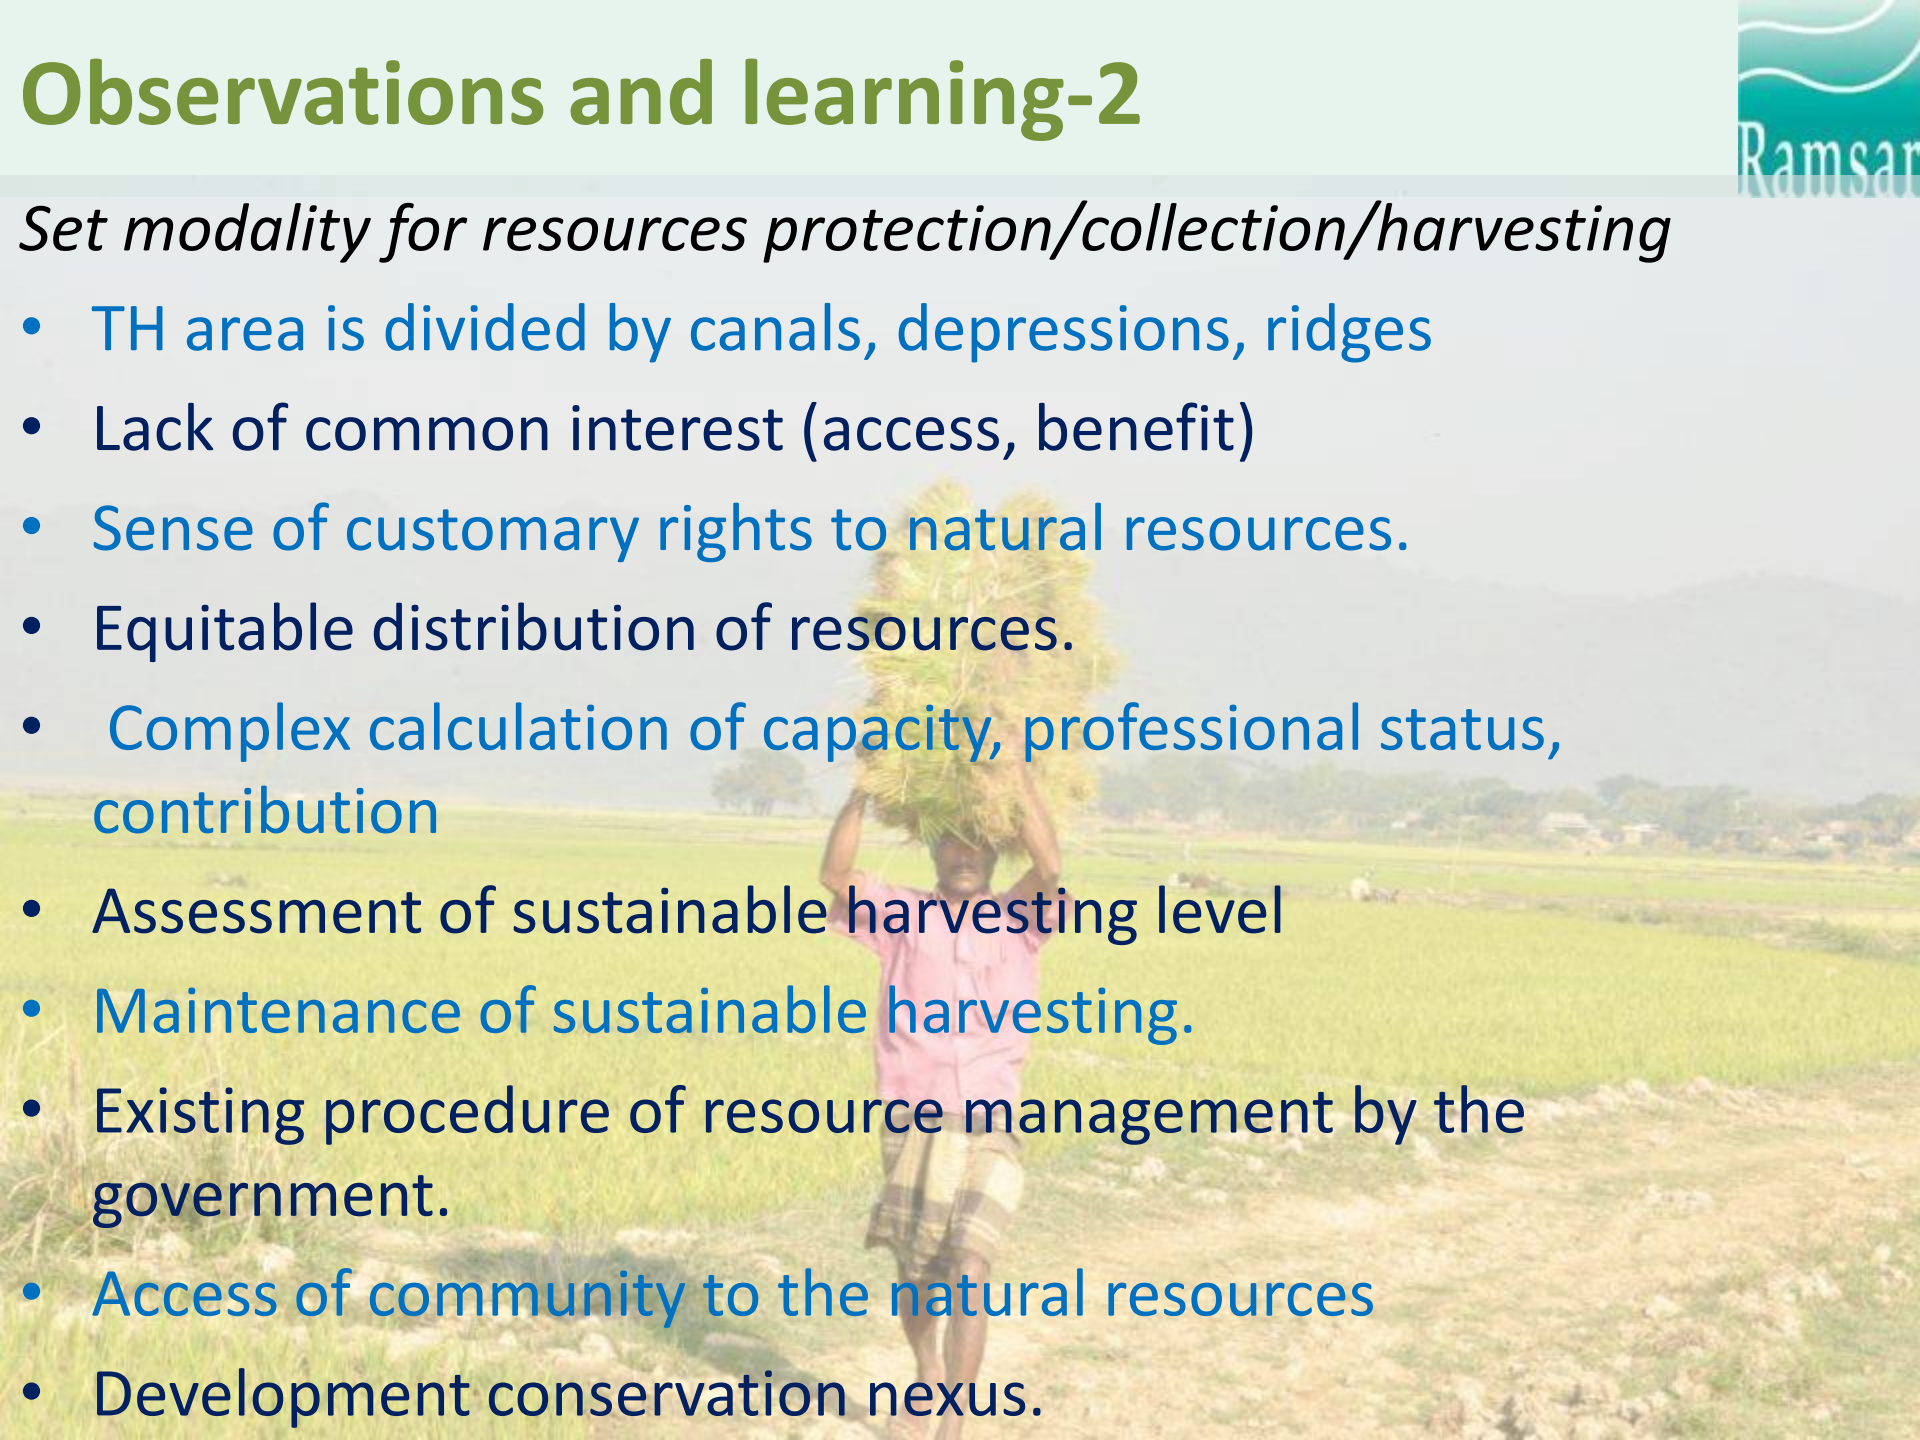 Observations and learning-2
Ramsar
Set modality for resources protection/collection/harvesting
• TH area is divided by canals, depressions, ridges
• Lack of common interest (access, benefit)
• Sense of customary rights to natural resources.
• Equitable distribution of resources.
• Complex calculation of capacity, professional status,
contribution
• Assessment of sustainable harvesting level
• Maintenance of sustainable harvesting.
• Existing procedure of resource management by the
government.
• Access of community to the natural resources
• Development conservation nexus.